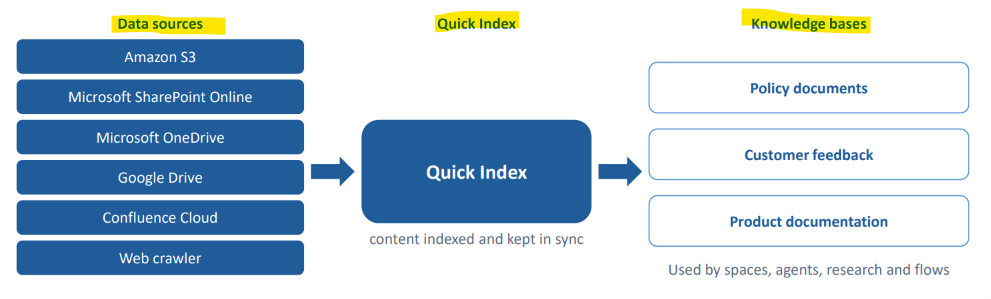 Data sources
Quick Index
Knowledge bases
Amazon S3
Microsoft SharePoint Online
Microsoft OneDrive
Google Drive
Confluence Cloud
Web crawler
Quick Index
content indexed and kept in sync
Policy documents
Customer feedback
Product documentation
Used by spaces, agents, research and flows